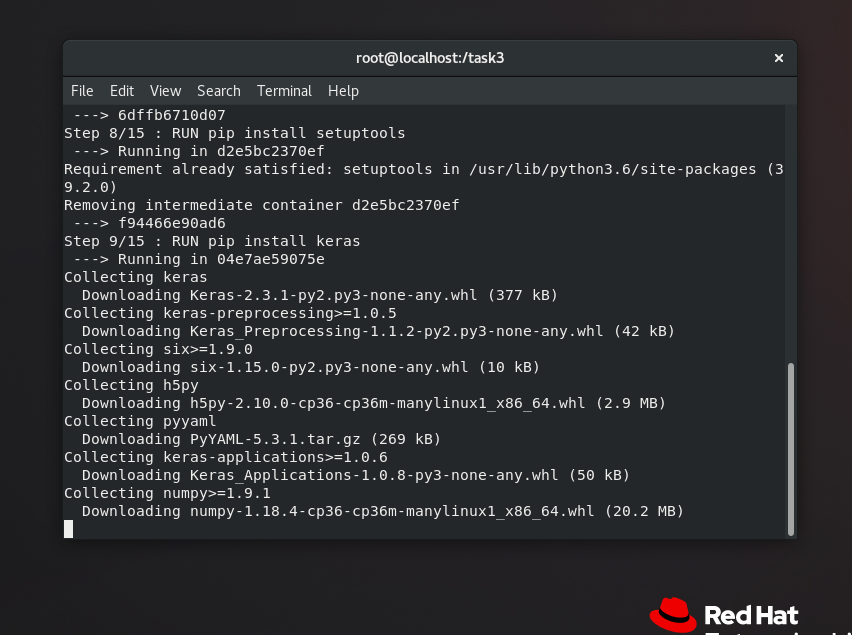 root@localhost:/task3
File Edit View Search Terminal Help
 ---> 6dffb6710d07
Step 8/15 : RUN pip install setuptools
 ---> Running in d2e5bc2370ef
Requirement already satisfied: setuptools in /usr/lib/python3.6/site-packages (3
9.2.0)
Removing intermediate container d2e5bc2370ef
 ---> f94466e90ad6
Step 9/15 : RUN pip install keras
 ---> Running in 04e7ae59075e
Collecting keras
  Downloading Keras-2.3.1-py2.py3-none-any.whl (377 kB)
Collecting keras-preprocessing>=1.0.5
  Downloading Keras_Preprocessing-1.1.2-py2.py3-none-any.whl (42 kB)
Collecting six>=1.9.0
  Downloading six-1.15.0-py2.py3-none-any.whl (10 kB)
Collecting h5py
  Downloading h5py-2.10.0-cp36-cp36m-manylinux1_x86_64.whl (2.9 MB)
Collecting pyyaml
  Downloading PyYAML-5.3.1.tar.gz (269 kB)
Collecting keras-applications>=1.0.6
  Downloading Keras_Applications-1.0.8-py3-none-any.whl (50 kB)
Collecting numpy>=1.9.1
  Downloading numpy-1.18.4-cp36-cp36m-manylinux1_x86_64.whl (20.2 MB)
Red Hat